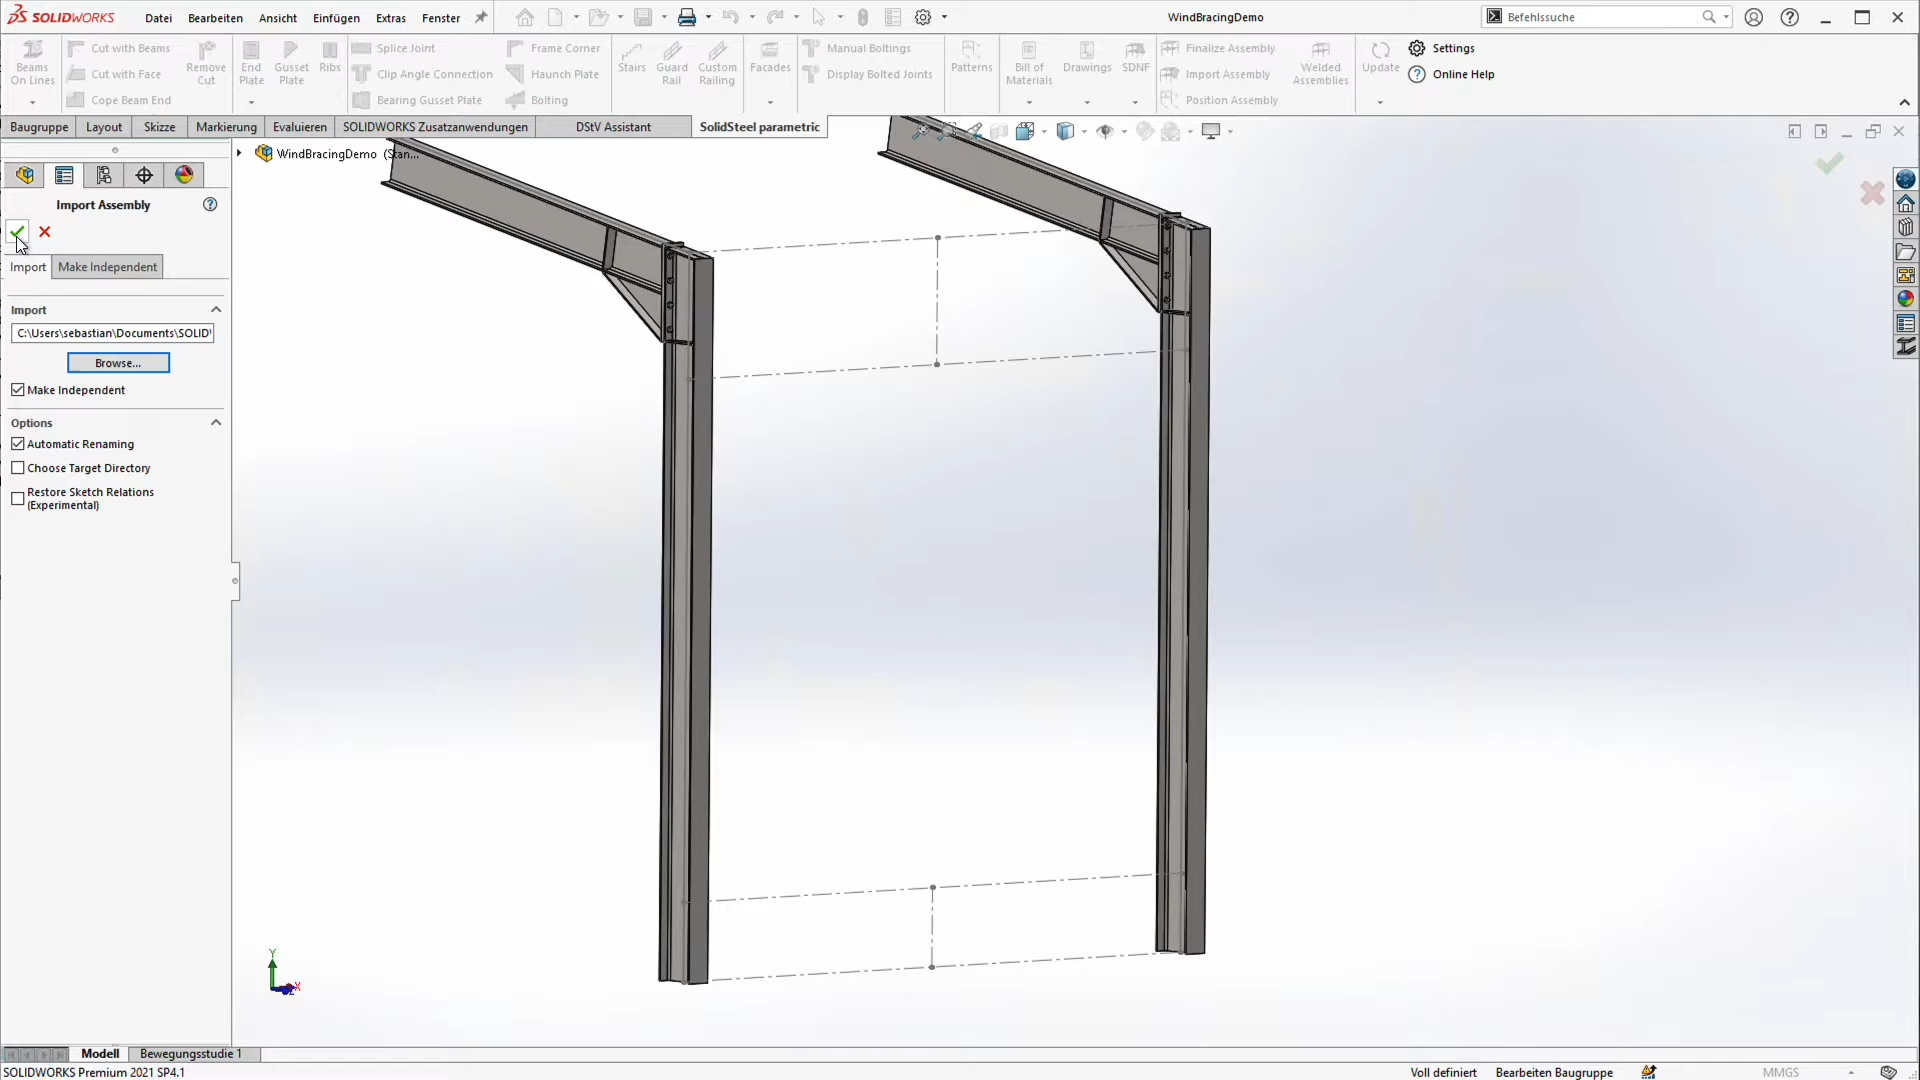 SOLIDWORKS Datei Bearbeiten Ansicht Einfügen Extras Fenster WindBracingDemo Befehlssuche
Beams On Lines
Cut with Beams
Cut with Face
Cope Beam End
Remove Cut
End Plate
Gusset Plate
Ribs
Splice Joint
Clip Angle Connection
Bearing Gusset Plate
Frame Corner
Haunch Plate
Bolting
Stairs
Guard Rail
Custom Railing
Facades
Manual Boltings
Display Bolted Joints
Patterns
Bill of Materials
Drawings
SDNF
Finalize Assembly
Import Assembly
Position Assembly
Welded Assemblies
Update
Settings
Online Help
Baugruppe Layout Skizze Markierung Evaluieren SOLIDWORKS Zusatzanwendungen DStV Assistant SolidSteel parametric
WindBracingDemo (Stan...
Import Assembly
Import Make Independent
Import
C:\Users\sebastian\Documents\SOLID
Browse...
Make Independent
Options
Automatic Renaming
Choose Target Directory
Restore Sketch Relations
(Experimental)
Y
X
Modell Bewegungsstudie 1
SOLIDWORKS Premium 2021 SP4.1 Voll definiert Bearbeiten Baugruppe MMGS